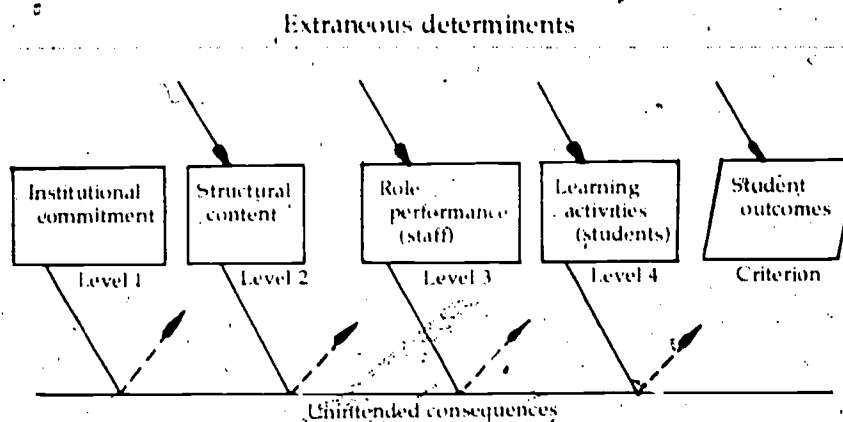 Extraneous determinents
Institutional
commitment
Structural
content
Role
performance
(staff)
Learning
activities
(students)
Student
outcomes
Level 1
Level 2
Level 3
Level 4
Criterion
Unintended consequences